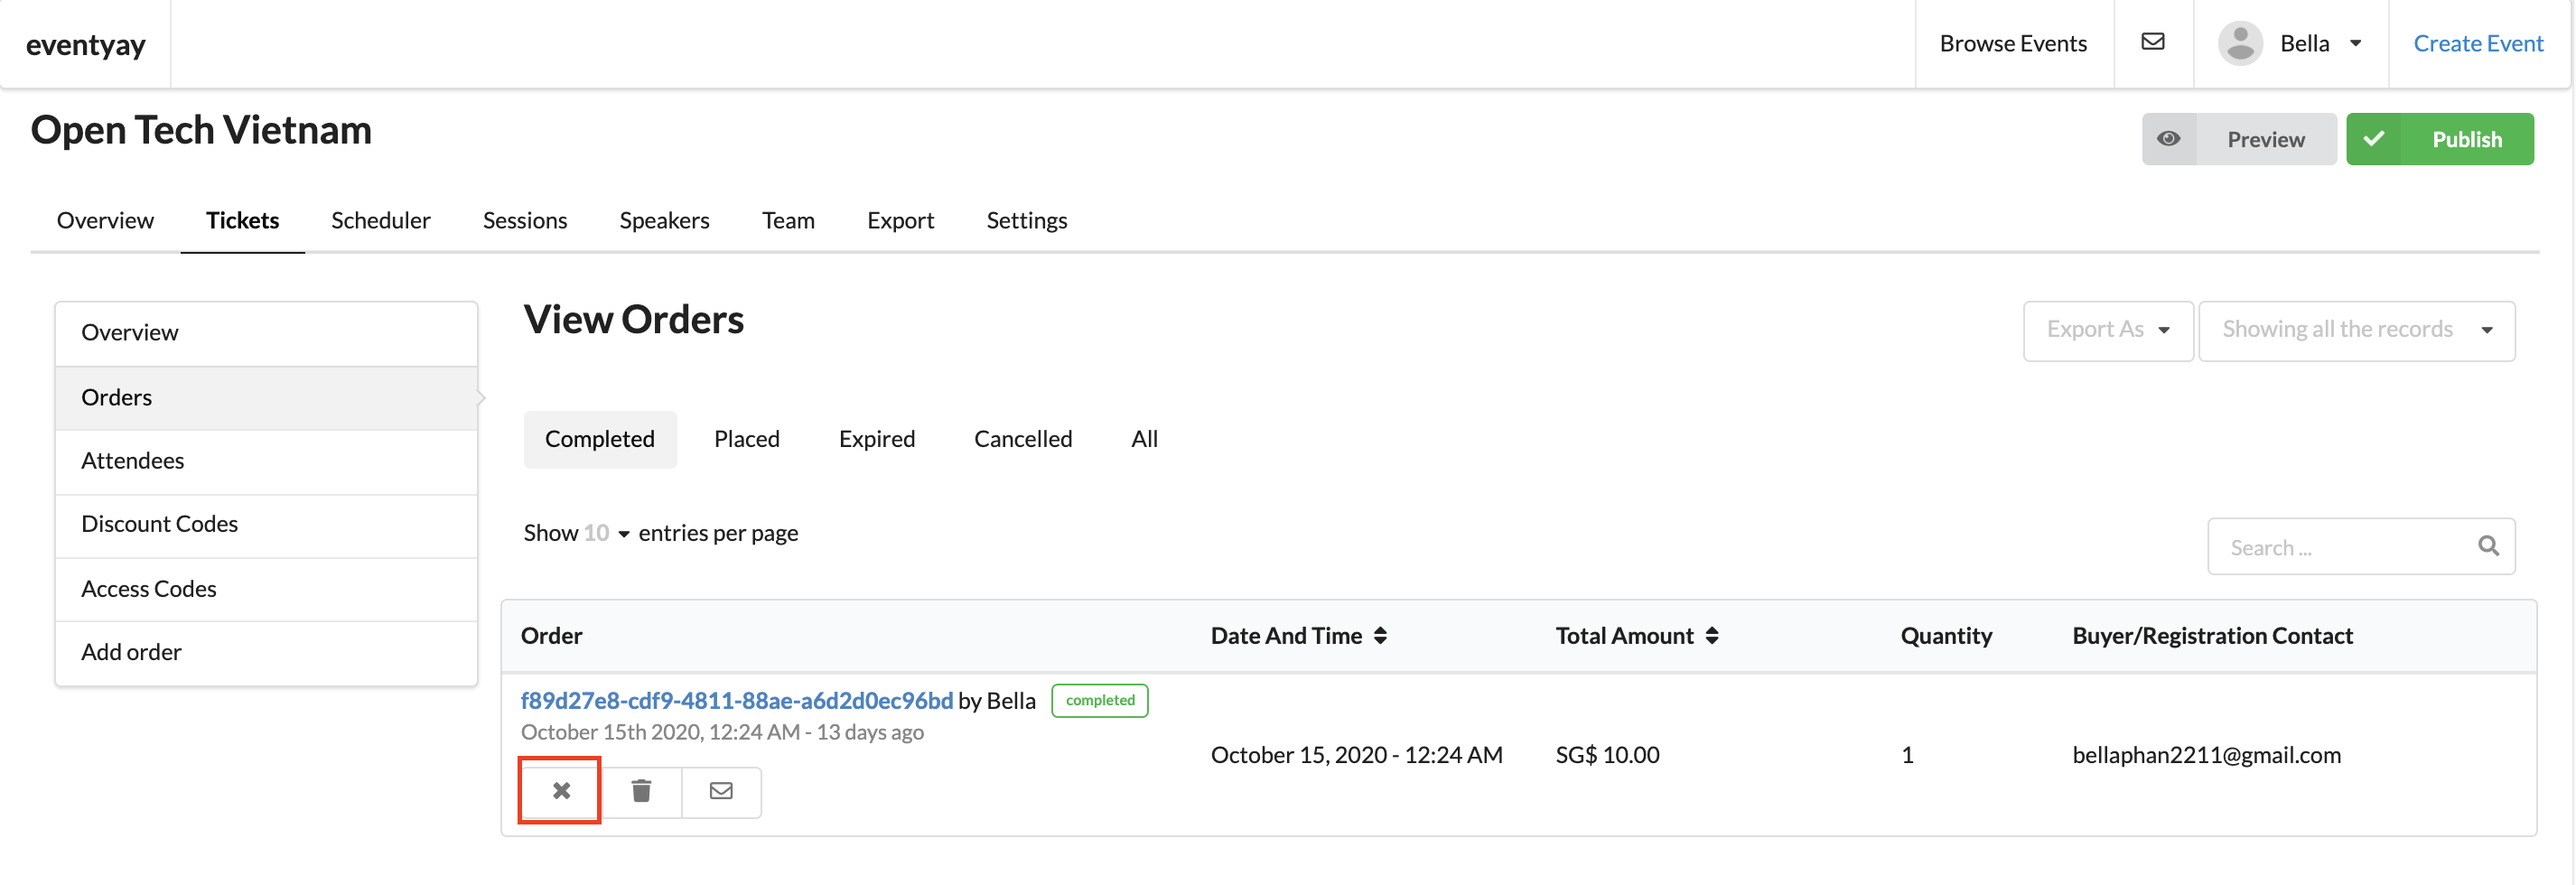 eventyay
Browse Events
Bella
Create Event
Open Tech Vietnam
Preview
Publish
Overview Tickets Scheduler Sessions Speakers Team Export Settings
Overview
Orders
Attendees
Discount Codes
Access Codes
Add order
View Orders
Export As
Showing all the records
Completed Placed Expired Cancelled All
Show 10 entries per page
Search ...
Order Date And Time Total Amount Quantity Buyer/Registration Contact
f89d27e8-cdf9-4811-88ae-a6d2d0ec96bd by Bella completed
October 15th 2020, 12:24 AM - 13 days ago
October 15, 2020 - 12:24 AM SG$ 10.00 1 bellaphan2211@gmail.com